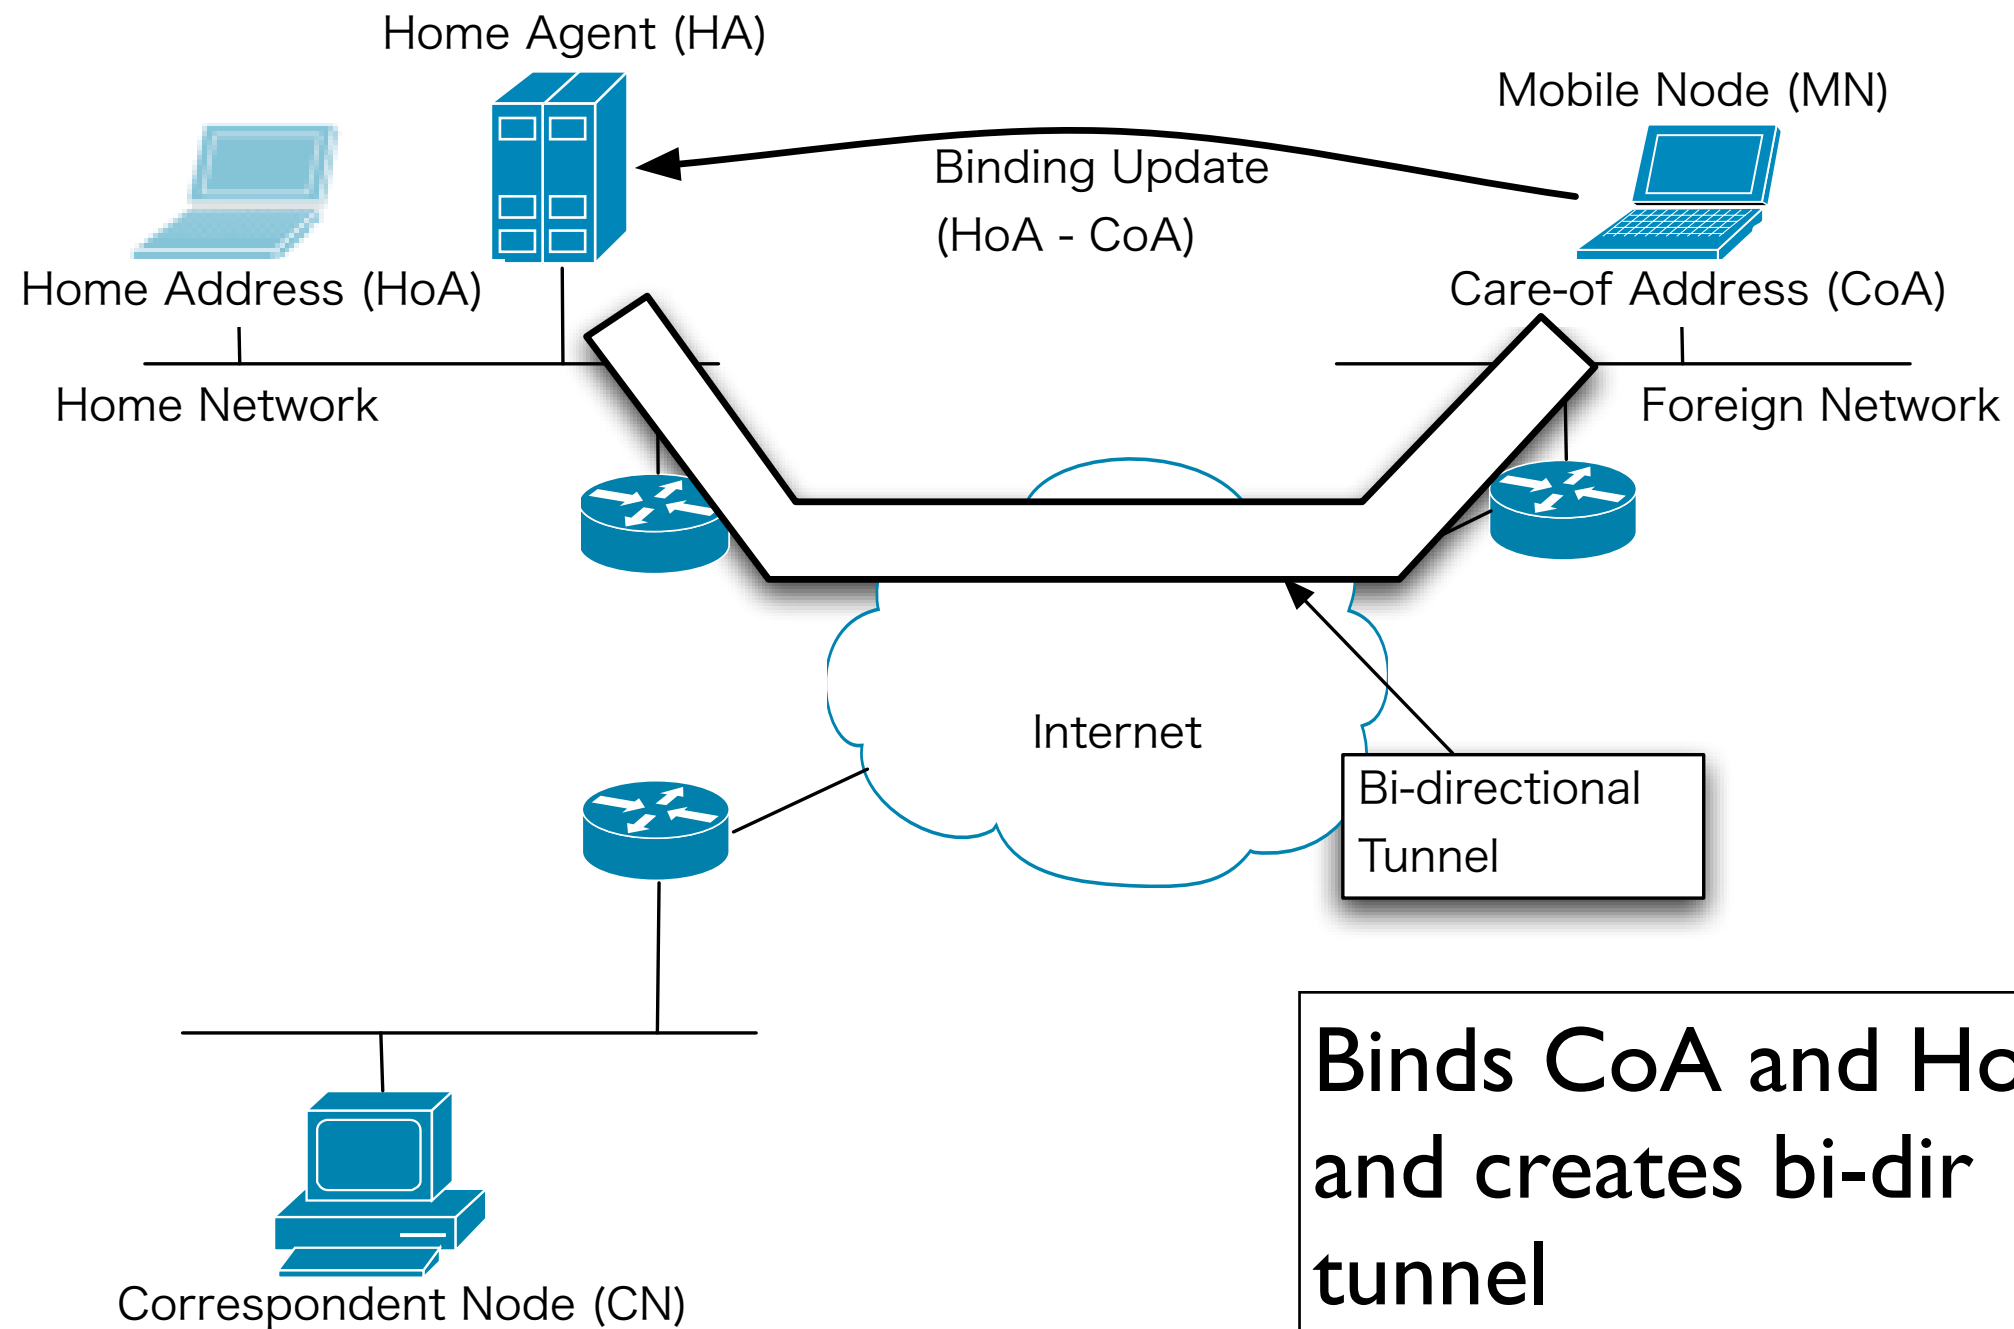 Home Agent (HA)
Mobile Node (MN)
Binding Update
(HoA - CoA)
Home Address (HoA)
Care-of Address (CoA)
Home Network
Foreign Network
Internet
Bi-directional
Tunnel
Binds CoA and Ho
and creates bi-dir
tunnel
Correspondent Node (CN)